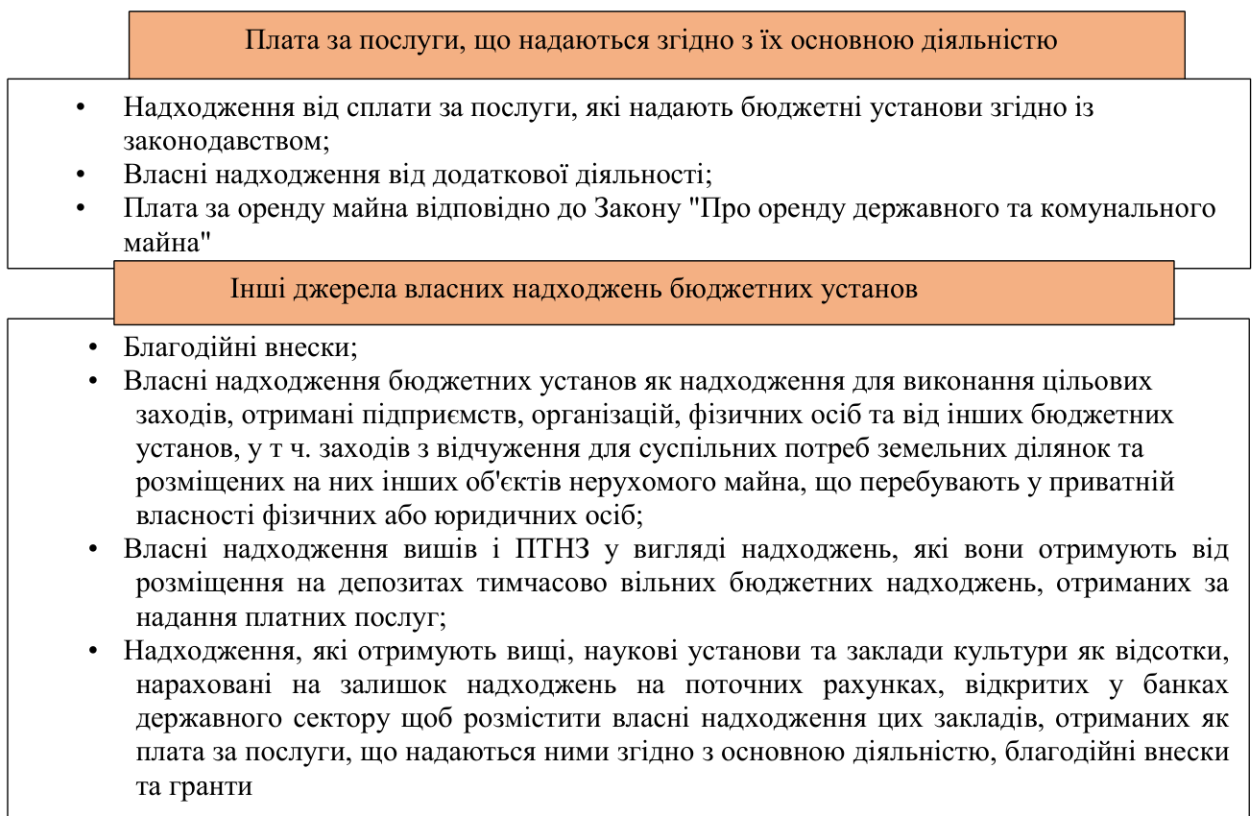 Плата за послуги, що надаються згідно з їх основною діяльністю
• Надходження від сплати за послуги, які надають бюджетні установи згідно із
законодавством;
• Власні надходження від додаткової діяльності;
• Плата за оренду майна відповідно до Закону "Про оренду державного та комунального
майна"
Інші джерела власних надходжень бюджетних установ
• Благодійні внески;
• Власні надходження бюджетних установ як надходження для виконання цільових
заходів, отримані підприємств, організацій, фізичних осіб та від інших бюджетних
установ, у т ч. заходів з відчуження для суспільних потреб земельних ділянок та
розміщених на них інших об'єктів нерухомого майна, що перебувають у приватній
власності фізичних або юридичних осіб;
• Власні надходження вишів і ПТНЗ у вигляді надходжень, які вони отримують від
розміщення на депозитах тимчасово вільних бюджетних надходжень, отриманих за
надання платних послуг;
• Надходження, які отримують вищі, наукові установи та заклади культури як відсотки,
нараховані на залишок надходжень на поточних рахунках, відкритих у банках
державного сектору щоб розмістити власні надходження цих закладів, отриманих як
плата за послуги, що надаються ними згідно з основною діяльністю, благодійні внески
та гранти